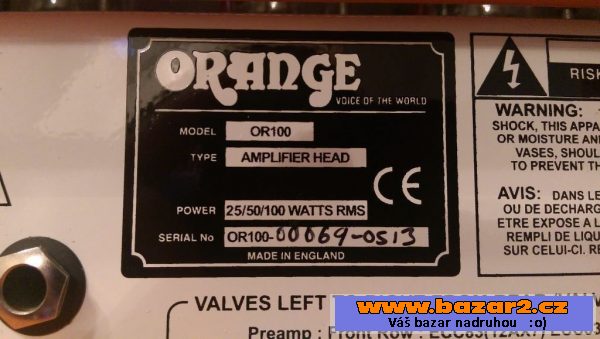 ORANGE
VOICE OF THE WORLD
MODEL OR100
TYPE AMPLIFIER HEAD
CE
POWER 25/50/100 WATTS RMS
SERIAL No OR100-00069-0513
MADE IN ENGLAND
RISK
WARNING:
SHOCK, THIS APPA
OR MOISTURE AN
VASES, SHOUL
TO PREVENT TH
AVIS: DANS LE
OU DE DECHARG
ETRE EXPOSE A L
REMPLI DE LIQU
SUR CELUI-CI. RE
VALVES LEFT
Preamp : Front Row : ECC83(12AX7)
www.bazar2.cz
Váš bazar nadruhou :o)